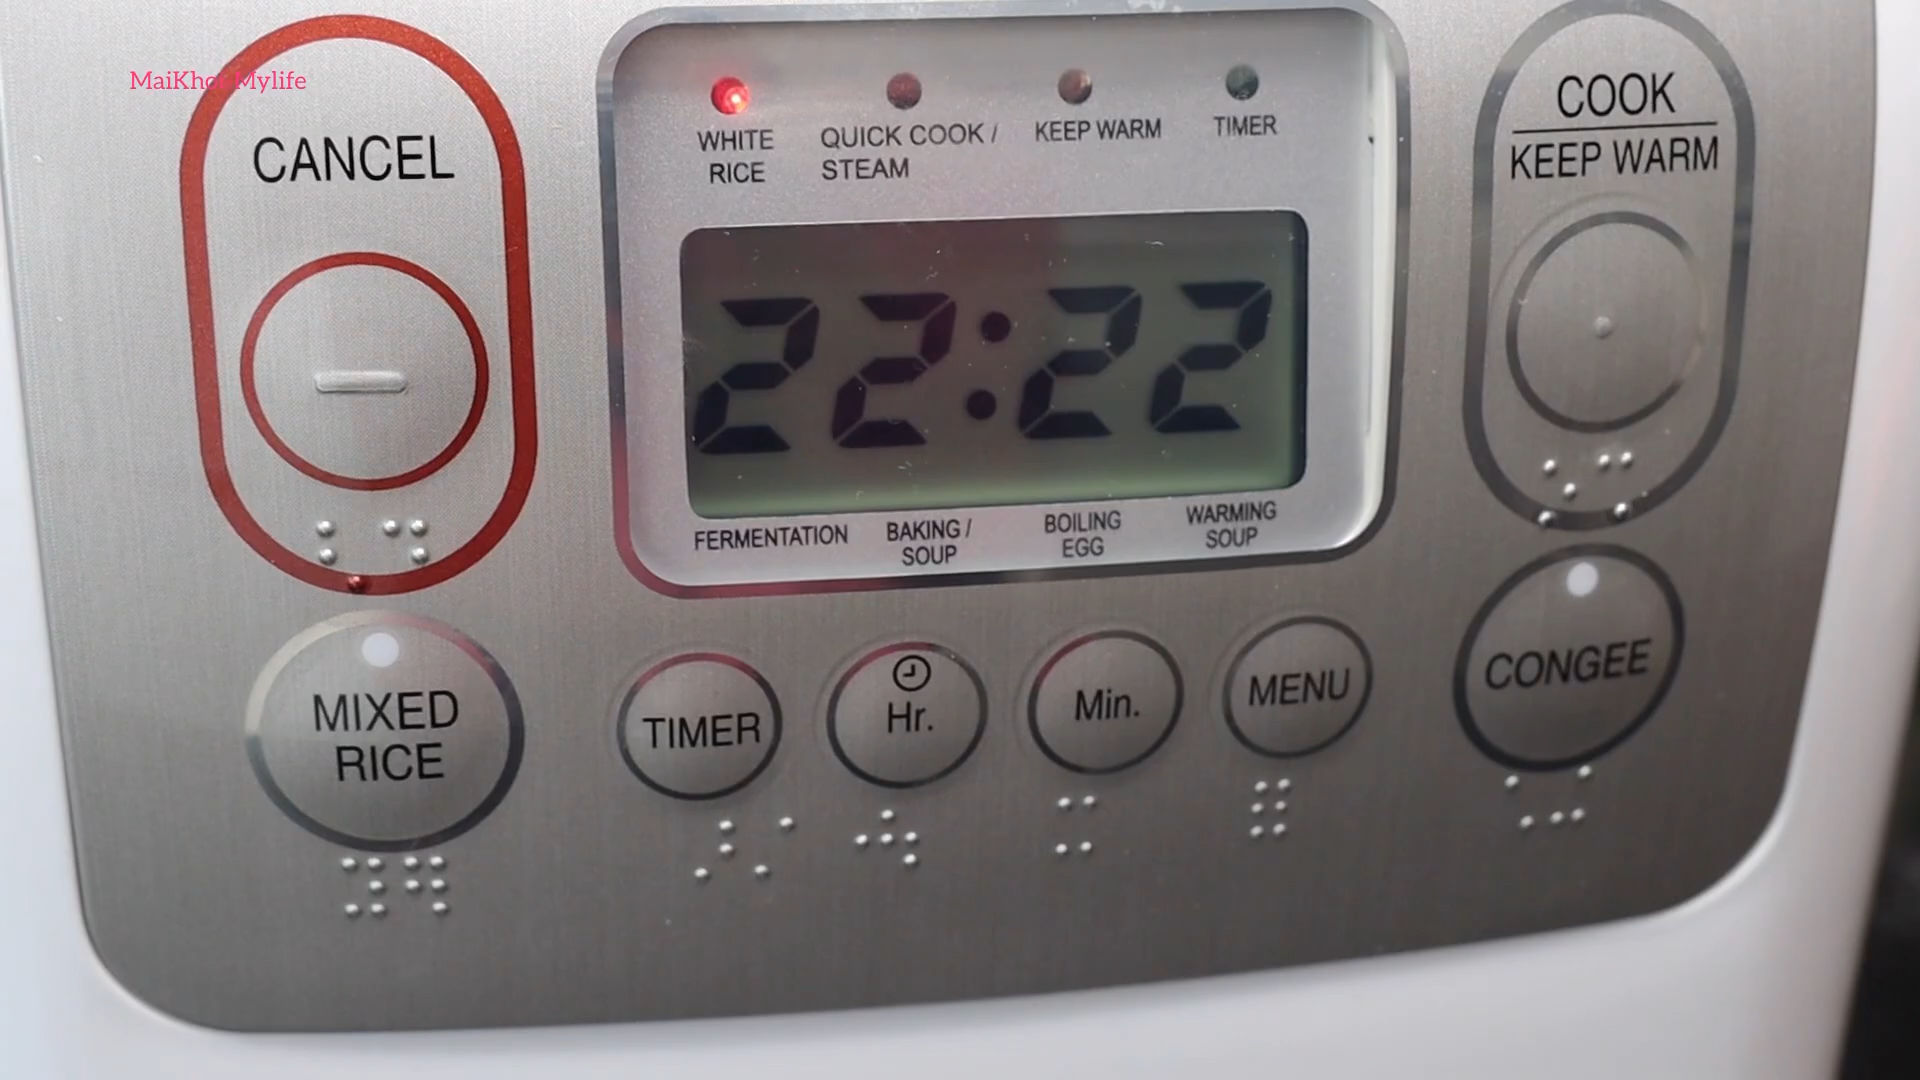 MaiKhor Mylife
CANCEL
WHITE
RICE
QUICK COOK /
STEAM
KEEP WARM
TIMER
COOK
KEEP WARM
22:22
FERMENTATION
BAKING /
SOUP
BOILING
EGG
WARMING
SOUP
MIXED
RICE
TIMER
Hr.
Min.
MENU
CONGEE